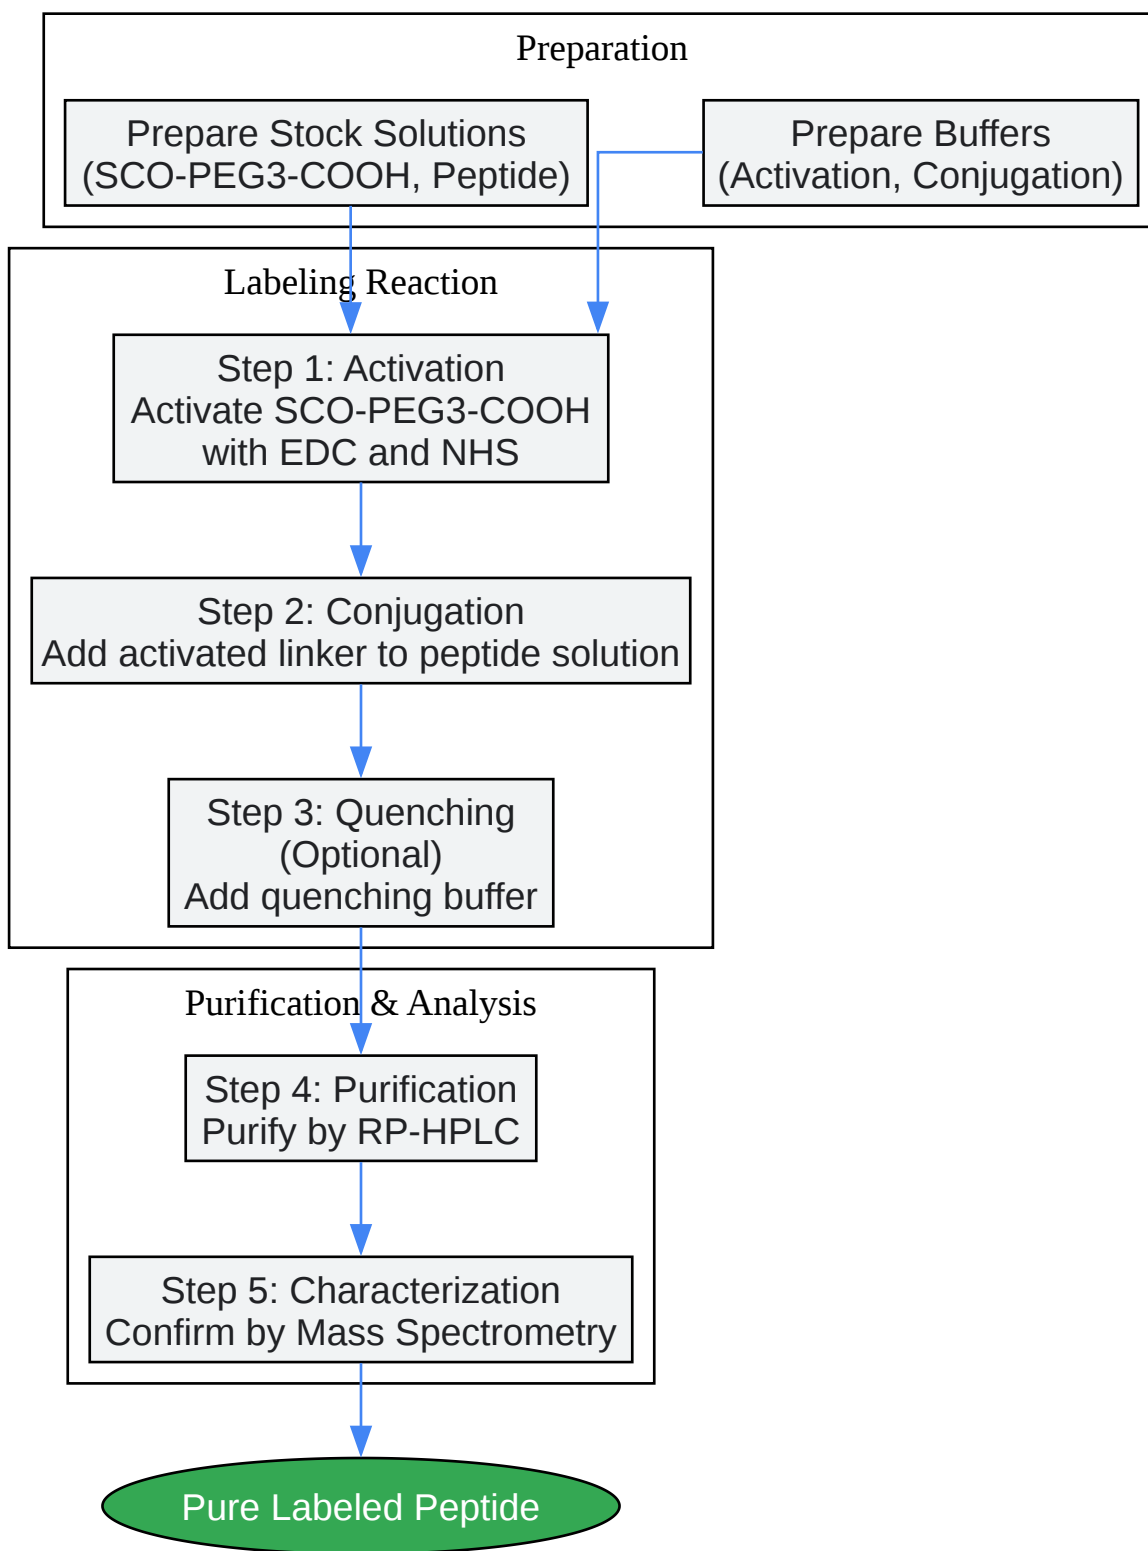 Preparation
Prepare Stock Solutions
(SCO-PEG3-COOH, Peptide)
Prepare Buffers
(Activation, Conjugation)
Labeling Reaction
Step 1: Activation
Activate SCO-PEG3-COOH
with EDC and NHS
Step 2: Conjugation
Add activated linker to peptide solution
Step 3: Quenching
(Optional)
Add quenching buffer
Purification & Analysis
Step 4: Purification
Purify by RP-HPLC
Step 5: Characterization
Confirm by Mass Spectrometry
Pure Labeled Peptide